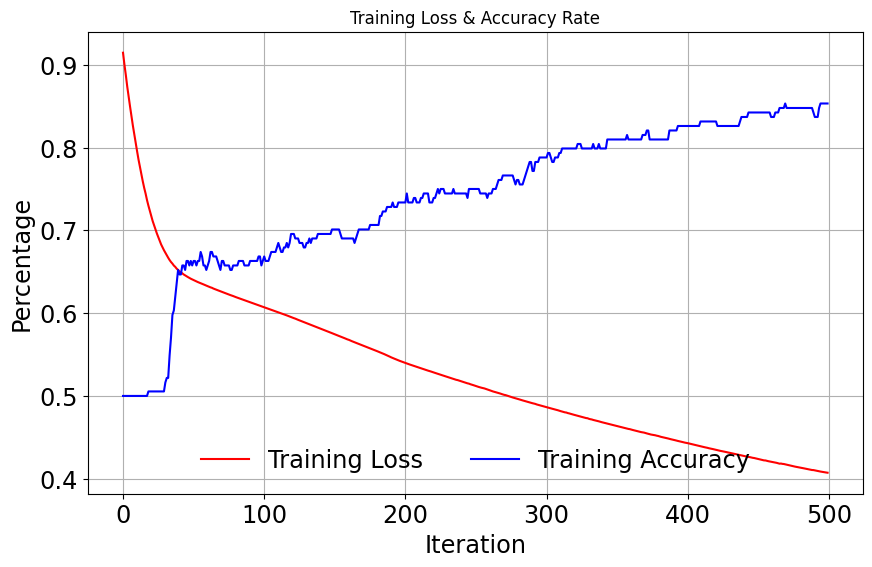 Training Loss & Accuracy Rate
Percentage
0.9
0.8
0.7
0.6
0.5
0.4
Training Loss Training Accuracy
0 100 200 300 400 500
Iteration